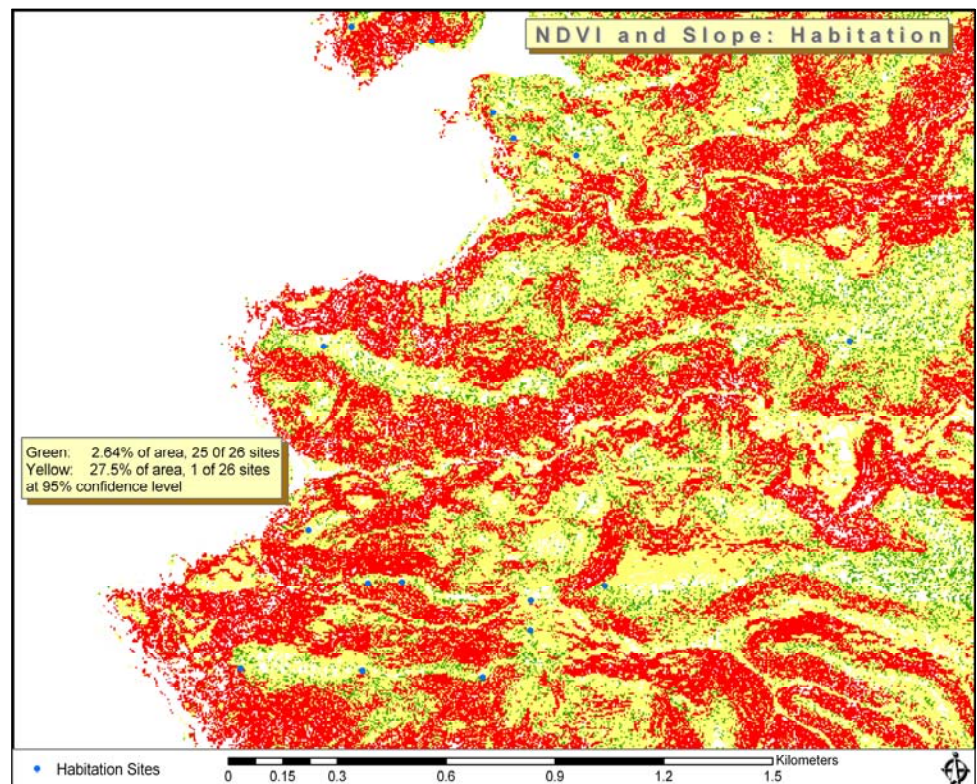 NDVI and Slope: Habitation
Green: 2.64% of area, 25 of 26 sites
Yellow: 27.5% of area, 1 of 26 sites
at 95% confidence level
Habitation Sites
Kilometers
0 0.15 0.3 0.6 0.9 1.2 1.5